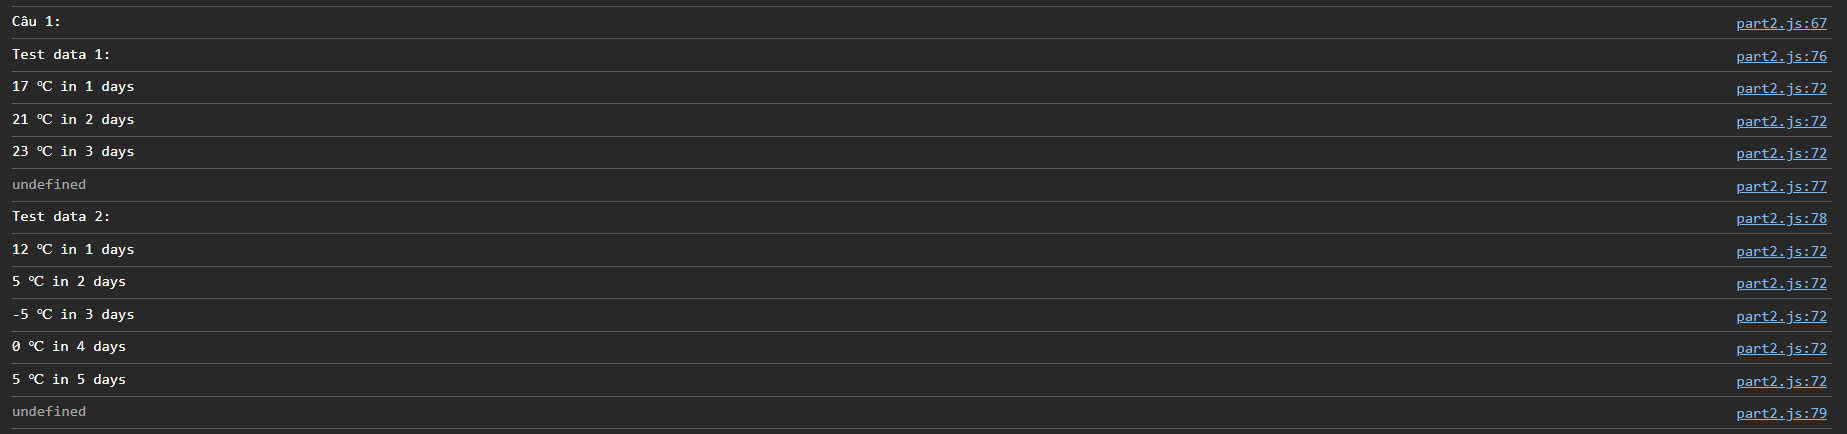 Câu 1: part2.js:67
Test data 1: part2.js:76
17 ℃ in 1 days part2.js:72
21 ℃ in 2 days part2.js:72
23 ℃ in 3 days part2.js:72
undefined part2.js:77
Test data 2: part2.js:78
12 ℃ in 1 days part2.js:72
5 ℃ in 2 days part2.js:72
-5 ℃ in 3 days part2.js:72
0 ℃ in 4 days part2.js:72
5 ℃ in 5 days part2.js:72
undefined part2.js:79